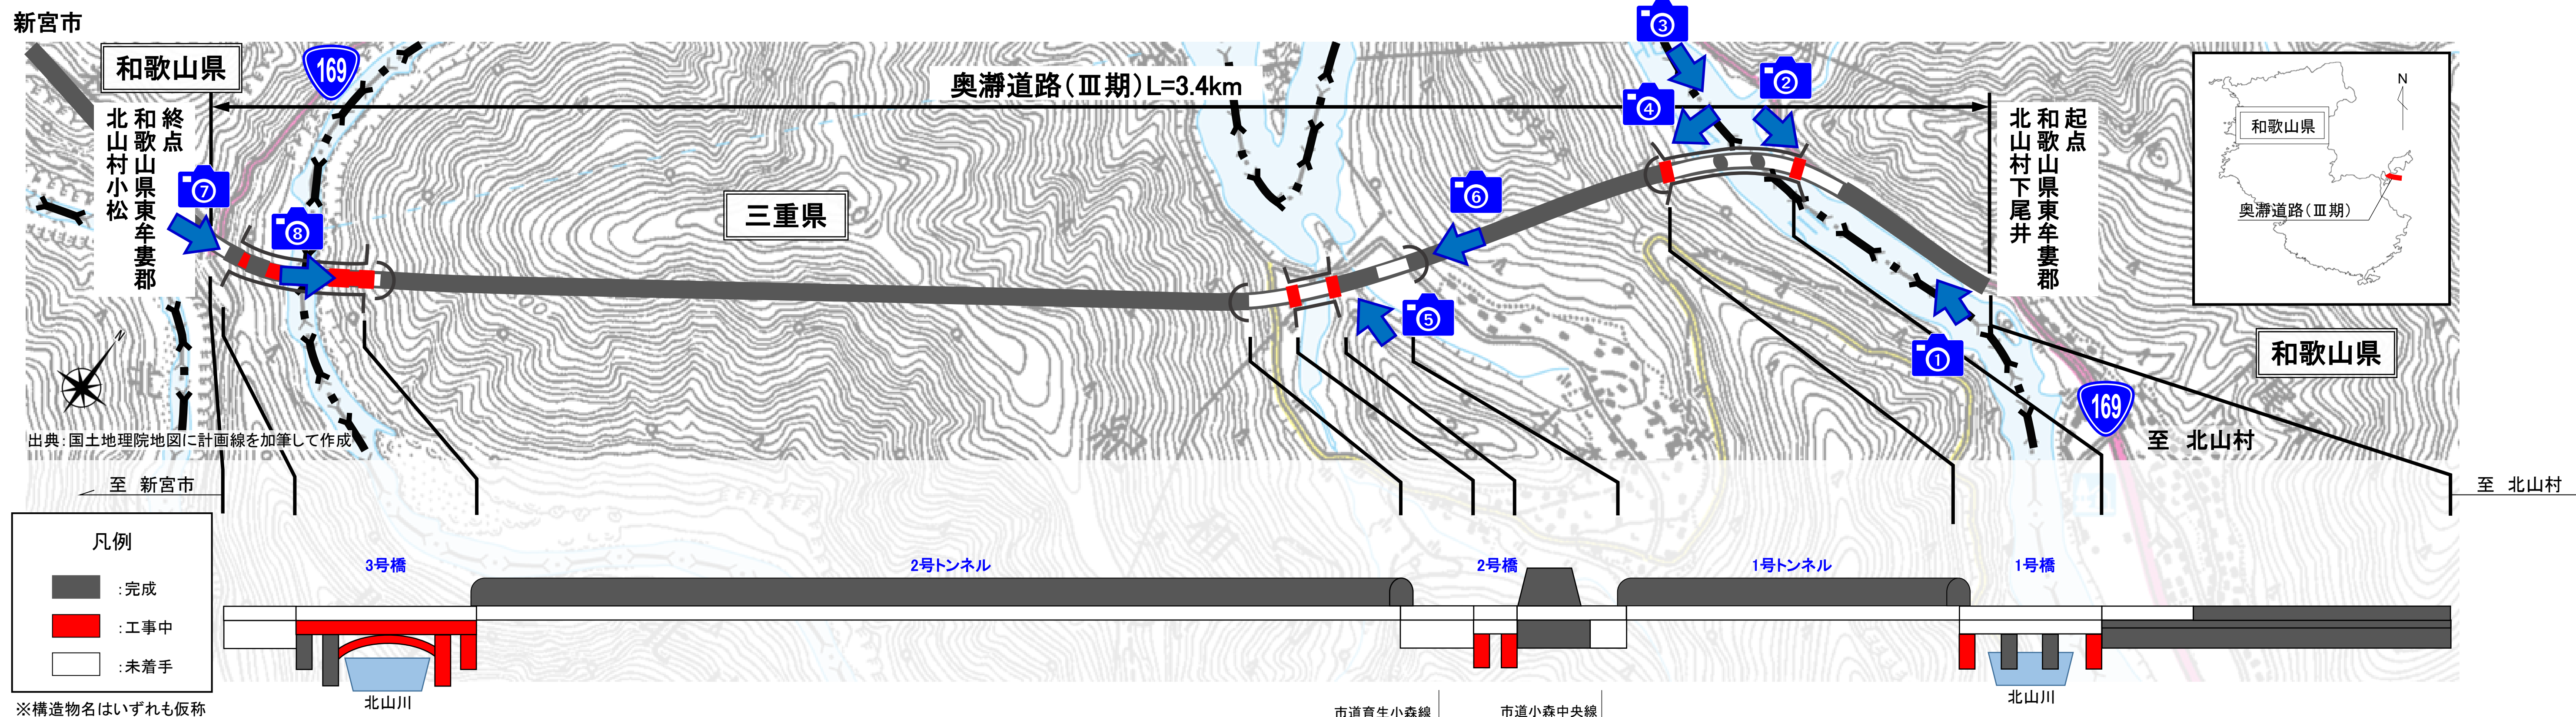 新宮市
和歌山県
169
奥瀞道路(Ⅲ期)L=3.4km
③
②
④
①
⑤
⑥
⑦
⑧
終点
和歌山県東牟婁郡
北山村小松
三重県
起点
和歌山県東牟婁郡
北山村下尾井
N
和歌山県
奥瀞道路(Ⅲ期)
和歌山県
169
至 北山村
N
出典:国土地理院地図に計画線を加筆して作成
至 新宮市
至 北山村
凡例
:完成
:工事中
:未着手
※構造物名はいずれも仮称
3号橋
2号トンネル
2号橋
1号トンネル
1号橋
北山川
北山川
市道育生小森線
市道小森中央線